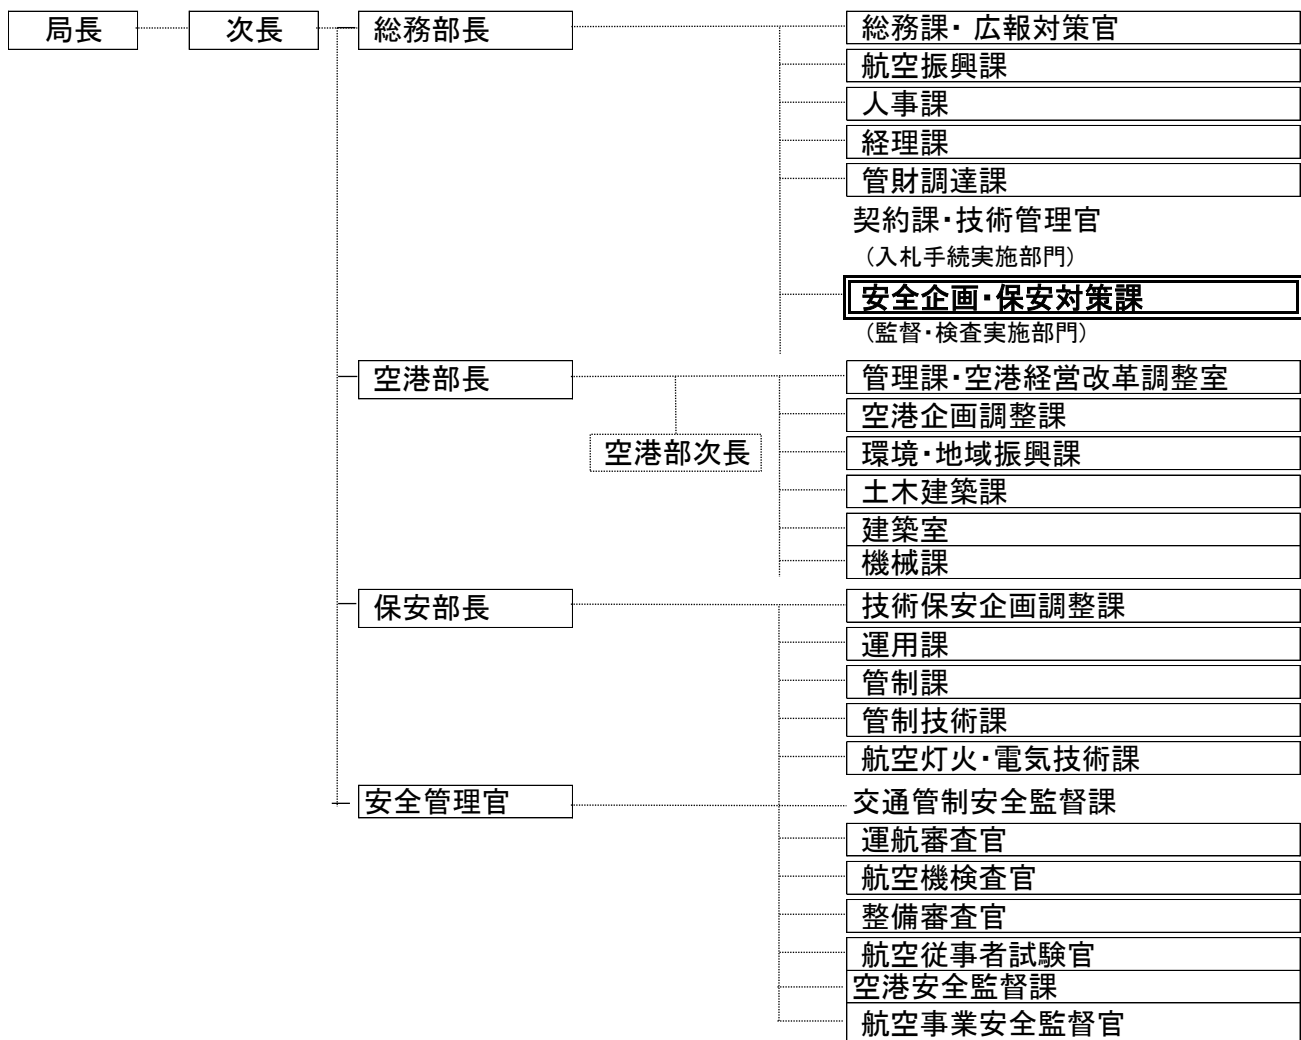 局長 次長 総務部長 総務課・ 広報対策官
航空振興課
人事課
経理課
管財調達課
契約課・技術管理官
（入札手続実施部門）
安全企画・保安対策課
（監督・検査実施部門）
空港部長 管理課・空港経営改革調整室
空港企画調整課
空港部次長 環境・地域振興課
土木建築課
建築室
機械課
保安部長 技術保安企画調整課
運用課
管制課
管制技術課
航空灯火・電気技術課
安全管理官 交通管制安全監督課
運航審査官
航空機検査官
整備審査官
航空従事者試験官
空港安全監督課
航空事業安全監督官